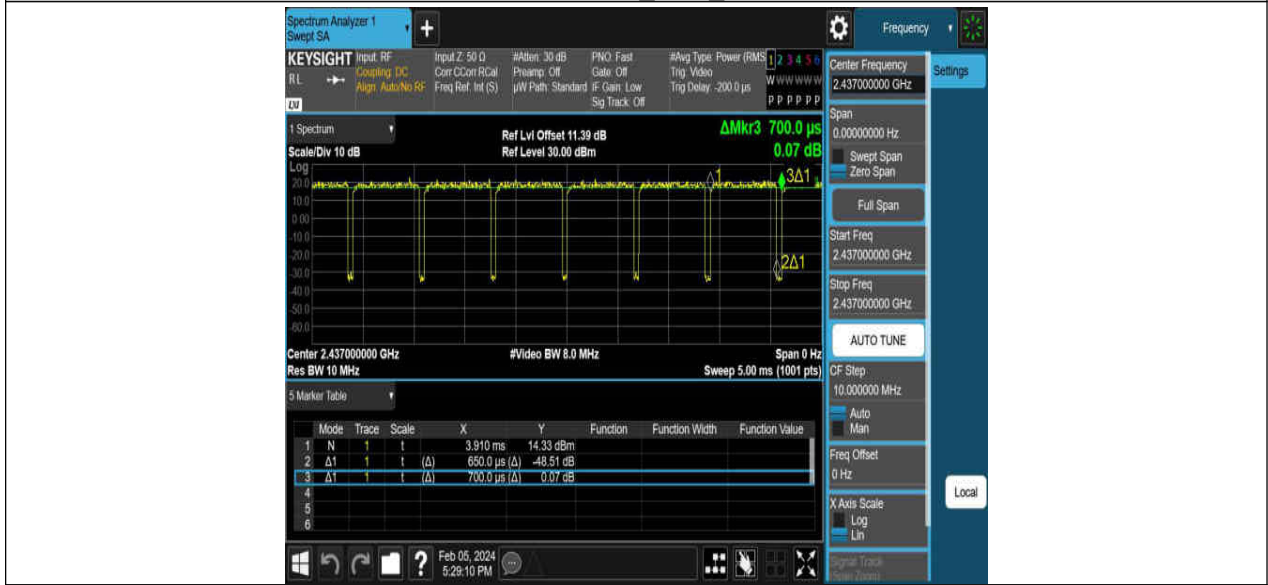 Spectrum Analyzer 1
Swept SA
+
Frequency
KEYSIGHT
RL
LXI
Input: RF
Coupling: DC
Align: Auto/No RF
Input Z: 50 Ω
Corr CCorr RCal
Freq Ref: Int (S)
#Atten: 30 dB
Preamp: Off
µW Path: Standard
PNO: Fast
Gate: Off
IF Gain: Low
Sig Track: Off
#Avg Type: Power (RMS
Trig: Video
Trig Delay: -200.0 µs
1 2 3 4 5 6
W W W W W W
P P P P P P
1 Spectrum
Scale/Div 10 dB
Ref Lvl Offset 11.39 dB
Ref Level 30.00 dBm
ΔMkr3 700.0 µs
0.07 dB
Log
20.0
10.0
0.00
-10.0
-20.0
-30.0
-40.0
-50.0
-60.0
1
3Δ1
2Δ1
Center 2.437000000 GHz
#Video BW 8.0 MHz
Span 0 Hz
Res BW 10 MHz
Sweep 5.00 ms (1001 pts)
5 Marker Table
Mode Trace Scale X Y Function Function Width Function Value
1 N 1 t 3.910 ms 14.33 dBm
2 Δ1 1 t (Δ) 650.0 µs (Δ) -48.51 dB
3 Δ1 1 t (Δ) 700.0 µs (Δ) 0.07 dB
4
5
6
?
Feb 05, 2024
5:29:10 PM
Center Frequency
2.437000000 GHz
Settings
Span
0.00000000 Hz
Swept Span
Zero Span
Full Span
Start Freq
2.437000000 GHz
Stop Freq
2.437000000 GHz
AUTO TUNE
CF Step
10.000000 MHz
Auto
Man
Freq Offset
0 Hz
X Axis Scale
Log
Lin
Signal Track
(Span Zoom)
Local